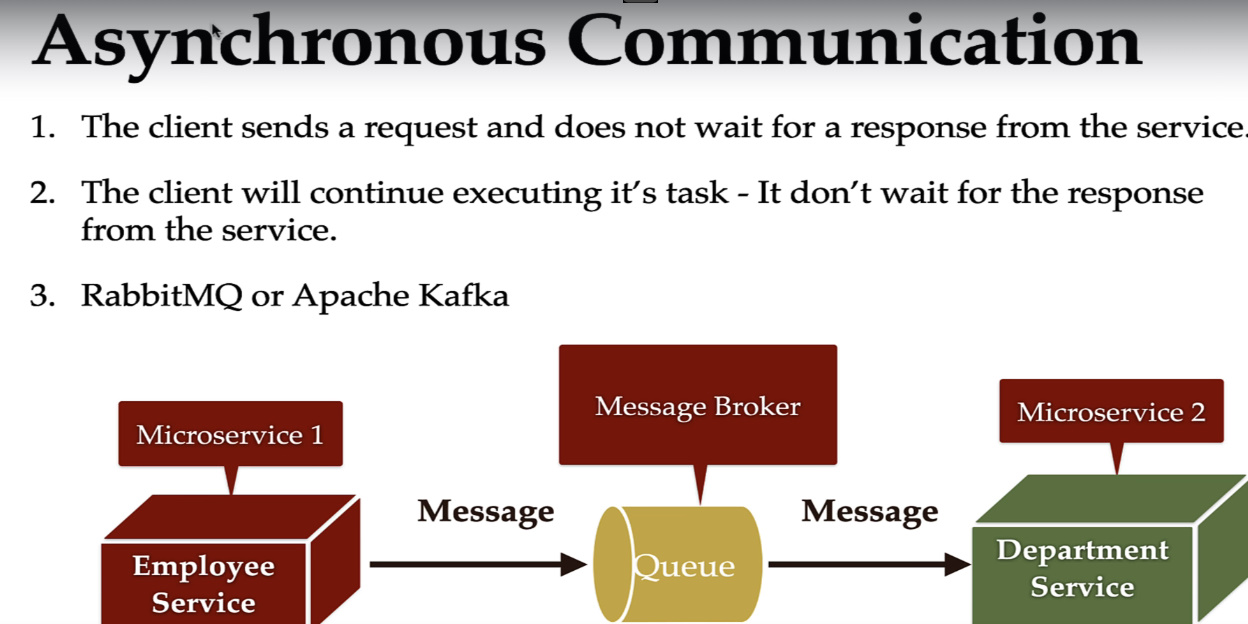 Asynchronous Communication
1. The client sends a request and does not wait for a response from the service.
2. The client will continue executing it’s task - It don’t wait for the response
from the service.
3. RabbitMQ or Apache Kafka
Message Broker
Microservice 1
Microservice 2
Message
Message
Employee
Service
Queue
Department
Service